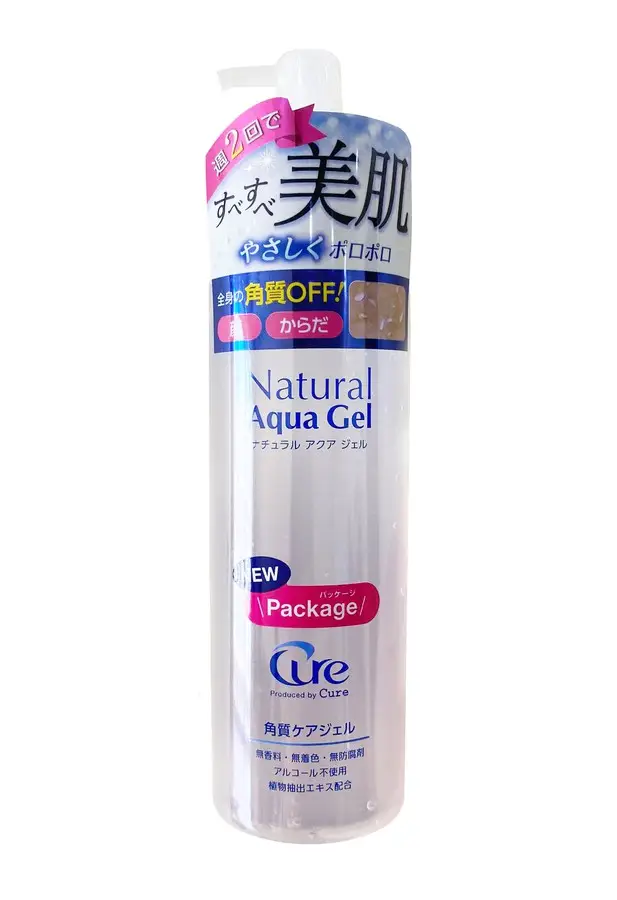 週2回で
すべすべ
美肌
やさしくポロポロ
全身の角質OFF!
からだ
Natural
Aqua Gel
ナチュラル アクア ジェル
NEW
パッケージ
\Package/
Cure
Produced by Cure
角質ケアジェル
無香料・無着色・無防腐剤
アルコール不使用
植物抽出エキス配合